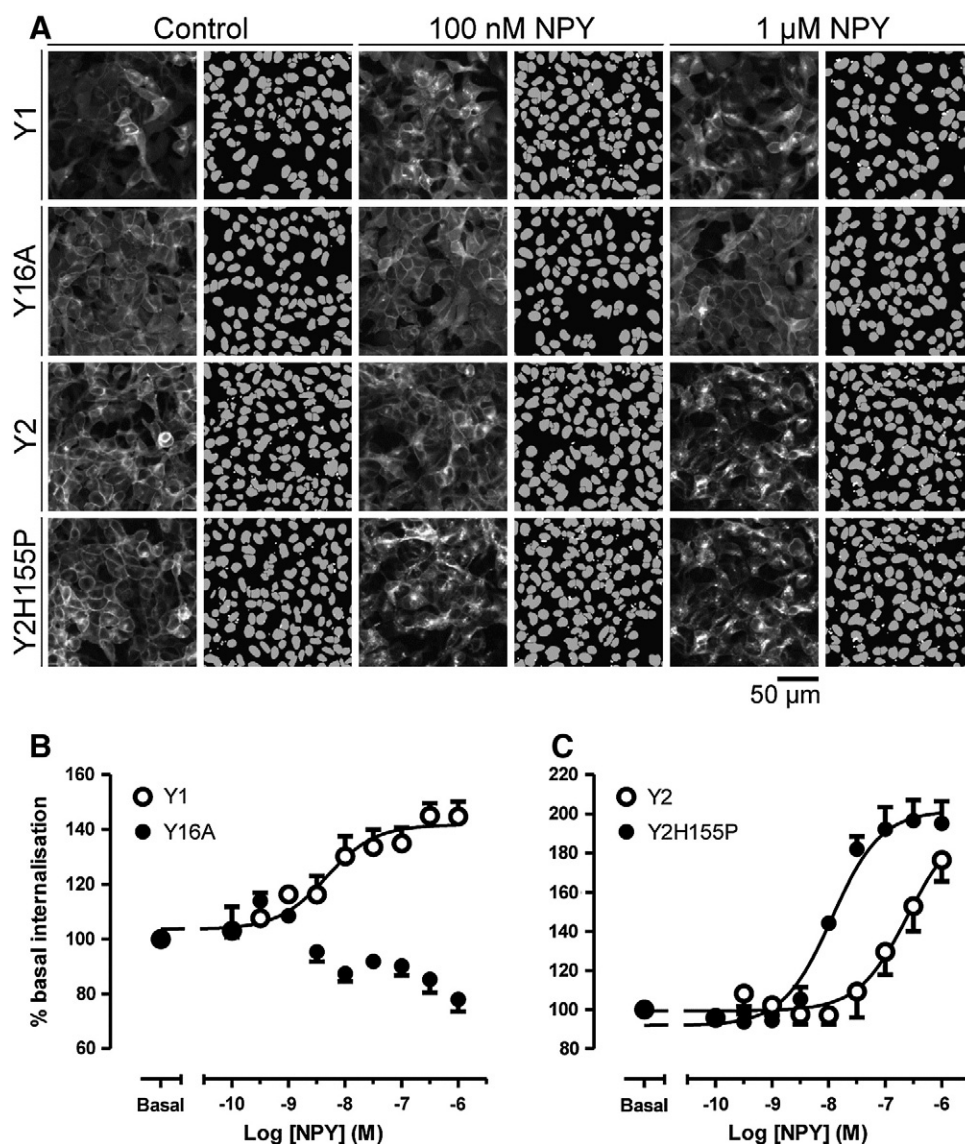 A
Control 100 nM NPY 1 µM NPY
Y1
Y16A
Y2
Y2H155P
50 µm
B
% basal internalisation
160
140
120
100
80
60
Y1
Y16A
Basal -10 -9 -8 -7 -6
Log [NPY] (M)
C
220
200
180
160
140
120
100
80
Y2
Y2H155P
Basal -10 -9 -8 -7 -6
Log [NPY] (M)